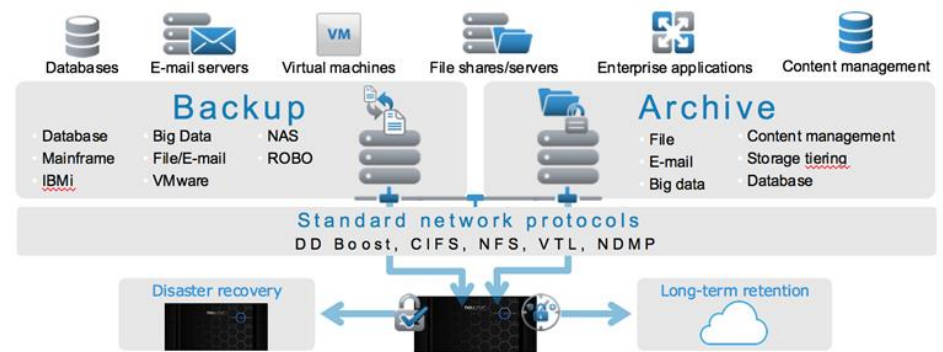 VM
Databases
E-mail servers
Virtual machines
File shares/servers
Enterprise applications
Content management
Backup
Database
Mainframe
IBMi
Big Data
File/E-mail
VMware
NAS
ROBO
Archive
File
E-mail
Big data
Content management
Storage tiering
Database
Standard network protocols
DD Boost, CIFS, NFS, VTL, NDMP
Disaster recovery
Long-term retention